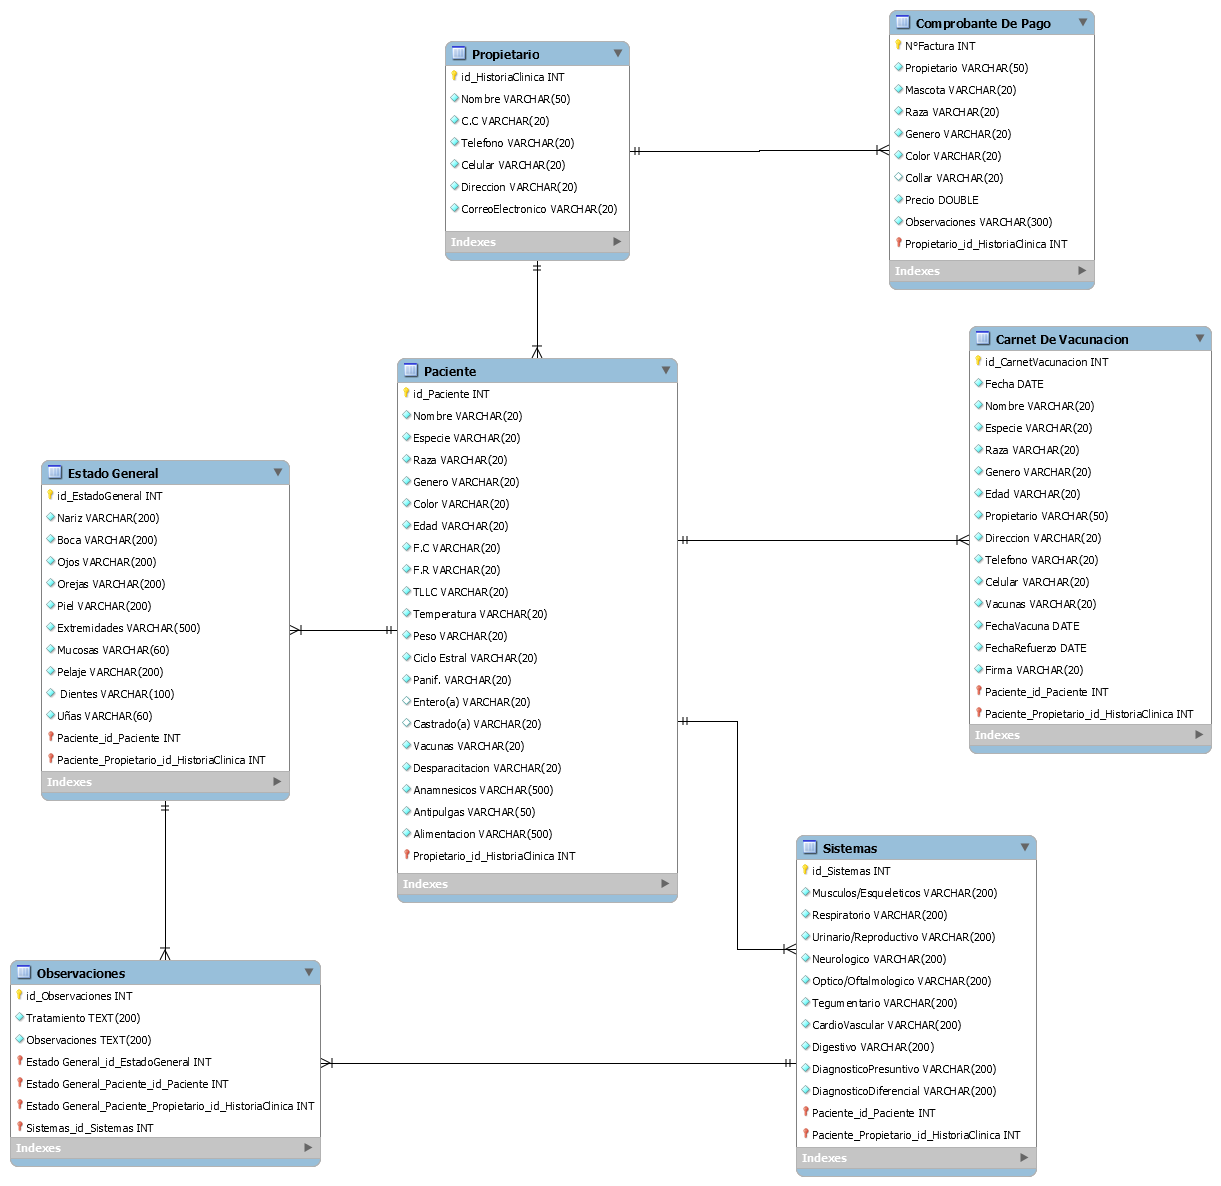 Propietario
id_HistoriaClinica INT
Nombre VARCHAR(50)
C.C VARCHAR(20)
Telefono VARCHAR(20)
Celular VARCHAR(20)
Direccion VARCHAR(20)
CorreoElectronico VARCHAR(20)
Indexes
Comprobante De Pago
N°Factura INT
Propietario VARCHAR(50)
Mascota VARCHAR(20)
Raza VARCHAR(20)
Genero VARCHAR(20)
Color VARCHAR(20)
Collar VARCHAR(20)
Precio DOUBLE
Observaciones VARCHAR(300)
Propietario_id_HistoriaClinica INT
Indexes
Paciente
id_Paciente INT
Nombre VARCHAR(20)
Especie VARCHAR(20)
Raza VARCHAR(20)
Genero VARCHAR(20)
Color VARCHAR(20)
Edad VARCHAR(20)
F.C VARCHAR(20)
F.R VARCHAR(20)
TLLC VARCHAR(20)
Temperatura VARCHAR(20)
Peso VARCHAR(20)
Ciclo Estral VARCHAR(20)
Panif. VARCHAR(20)
Entero(a) VARCHAR(20)
Castrado(a) VARCHAR(20)
Vacunas VARCHAR(20)
Desparacitacion VARCHAR(20)
Anamnesicos VARCHAR(500)
Antipulgas VARCHAR(50)
Alimentacion VARCHAR(500)
Propietario_id_HistoriaClinica INT
Indexes
Carnet De Vacunacion
id_CarnetVacunacion INT
Fecha DATE
Nombre VARCHAR(20)
Especie VARCHAR(20)
Raza VARCHAR(20)
Genero VARCHAR(20)
Edad VARCHAR(20)
Propietario VARCHAR(50)
Direccion VARCHAR(20)
Telefono VARCHAR(20)
Celular VARCHAR(20)
Vacunas VARCHAR(20)
FechaVacuna DATE
FechaRefuerzo DATE
Firma VARCHAR(20)
Paciente_id_Paciente INT
Paciente_Propietario_id_HistoriaClinica INT
Indexes
Estado General
id_EstadoGeneral INT
Nariz VARCHAR(200)
Boca VARCHAR(200)
Ojos VARCHAR(200)
Orejas VARCHAR(200)
Piel VARCHAR(200)
Extremidades VARCHAR(500)
Mucosas VARCHAR(60)
Pelaje VARCHAR(200)
Dientes VARCHAR(100)
Uñas VARCHAR(60)
Paciente_id_Paciente INT
Paciente_Propietario_id_HistoriaClinica INT
Indexes
Sistemas
id_Sistemas INT
Musculos/Esqueleticos VARCHAR(200)
Respiratorio VARCHAR(200)
Urinario/Reproductivo VARCHAR(200)
Neurologico VARCHAR(200)
Optico/Oftalmologico VARCHAR(200)
Tegumentario VARCHAR(200)
CardioVascular VARCHAR(200)
Digestivo VARCHAR(200)
DiagnosticoPresuntivo VARCHAR(200)
DiagnosticoDiferencial VARCHAR(200)
Paciente_id_Paciente INT
Paciente_Propietario_id_HistoriaClinica INT
Indexes
Observaciones
id_Observaciones INT
Tratamiento TEXT(200)
Observaciones TEXT(200)
Estado General_id_EstadoGeneral INT
Estado General_Paciente_id_Paciente INT
Estado General_Paciente_Propietario_id_HistoriaClinica INT
Sistemas_id_Sistemas INT
Indexes